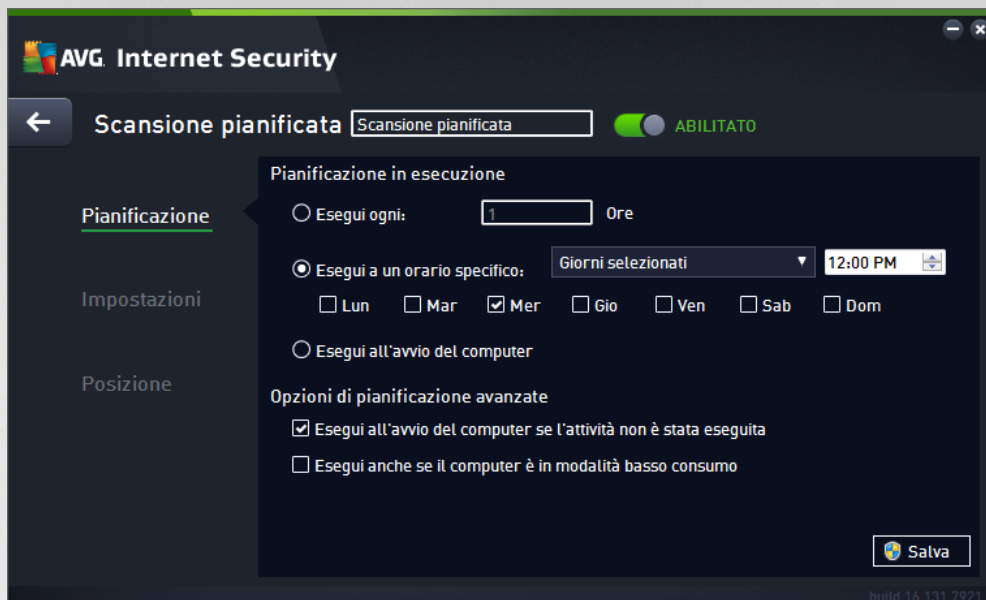 AVG Internet Security
Scansione pianificata Scansione pianificata ABILITATO
Pianificazione
Impostazioni
Posizione
Pianificazione in esecuzione
Esegui ogni: 1 Ore
Esegui a un orario specifico: Giorni selezionati 12:00 PM
Lun Mar Mer Gio Ven Sab Dom
Esegui all'avvio del computer
Opzioni di pianificazione avanzate
Esegui all'avvio del computer se l'attività non è stata eseguita
Esegui anche se il computer è in modalità basso consumo
Salva
build 16.131.7921